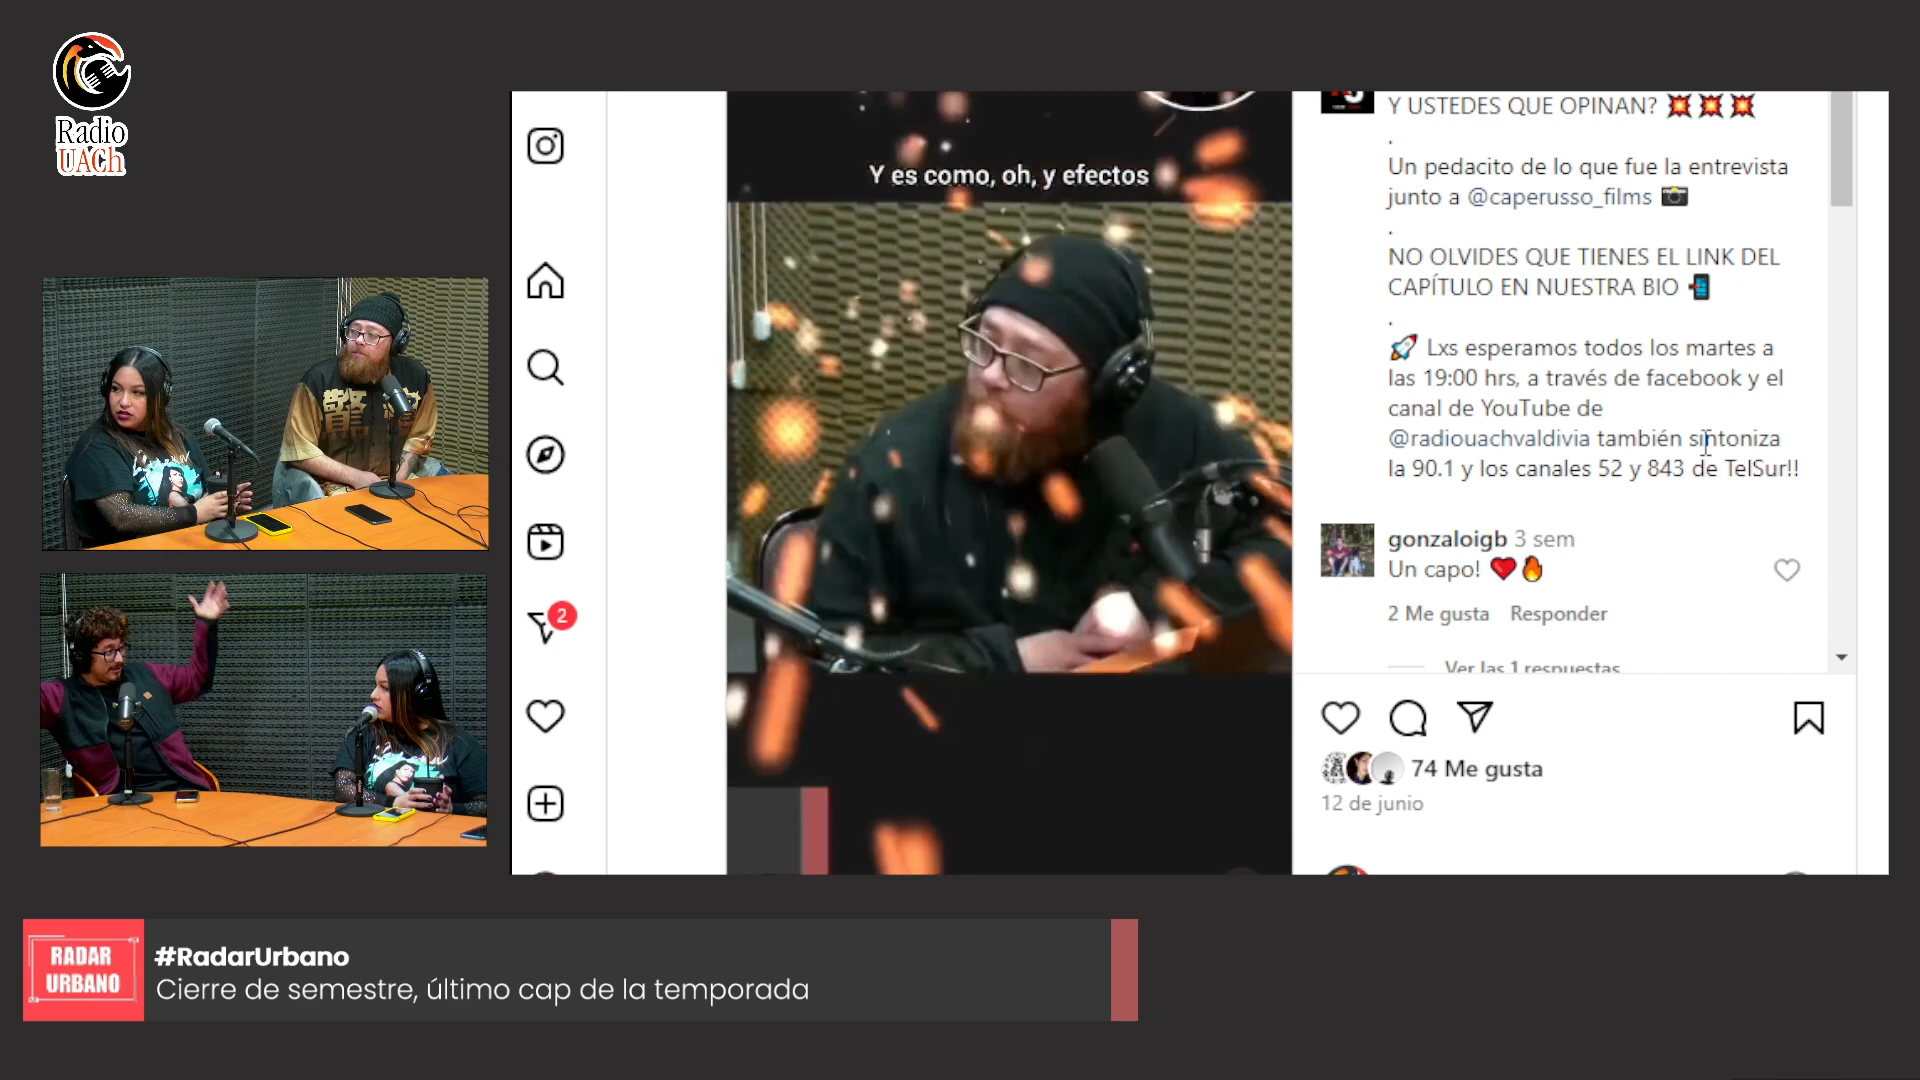 Radio
UACh
Y es como, oh, y efectos
Y USTEDES QUE OPINAN? 💥 💥 💥
.
Un pedacito de lo que fue la entrevista
junto a @caperusso_films 📷
.
NO OLVIDES QUE TIENES EL LINK DEL
CAPÍTULO EN NUESTRA BIO 📲
.
🚀 Lxs esperamos todos los martes a
las 19:00 hrs, a través de facebook y el
canal de YouTube de
@radiouachvaldivia también sintoniza
la 90.1 y los canales 52 y 843 de TelSur!!
gonzaloigb 3 sem
Un capo! ❤️🔥
2 Me gusta Responder
Ver las 1 respuestas
2
74 Me gusta
12 de junio
RADAR
URBANO
#RadarUrbano
Cierre de semestre, último cap de la temporada